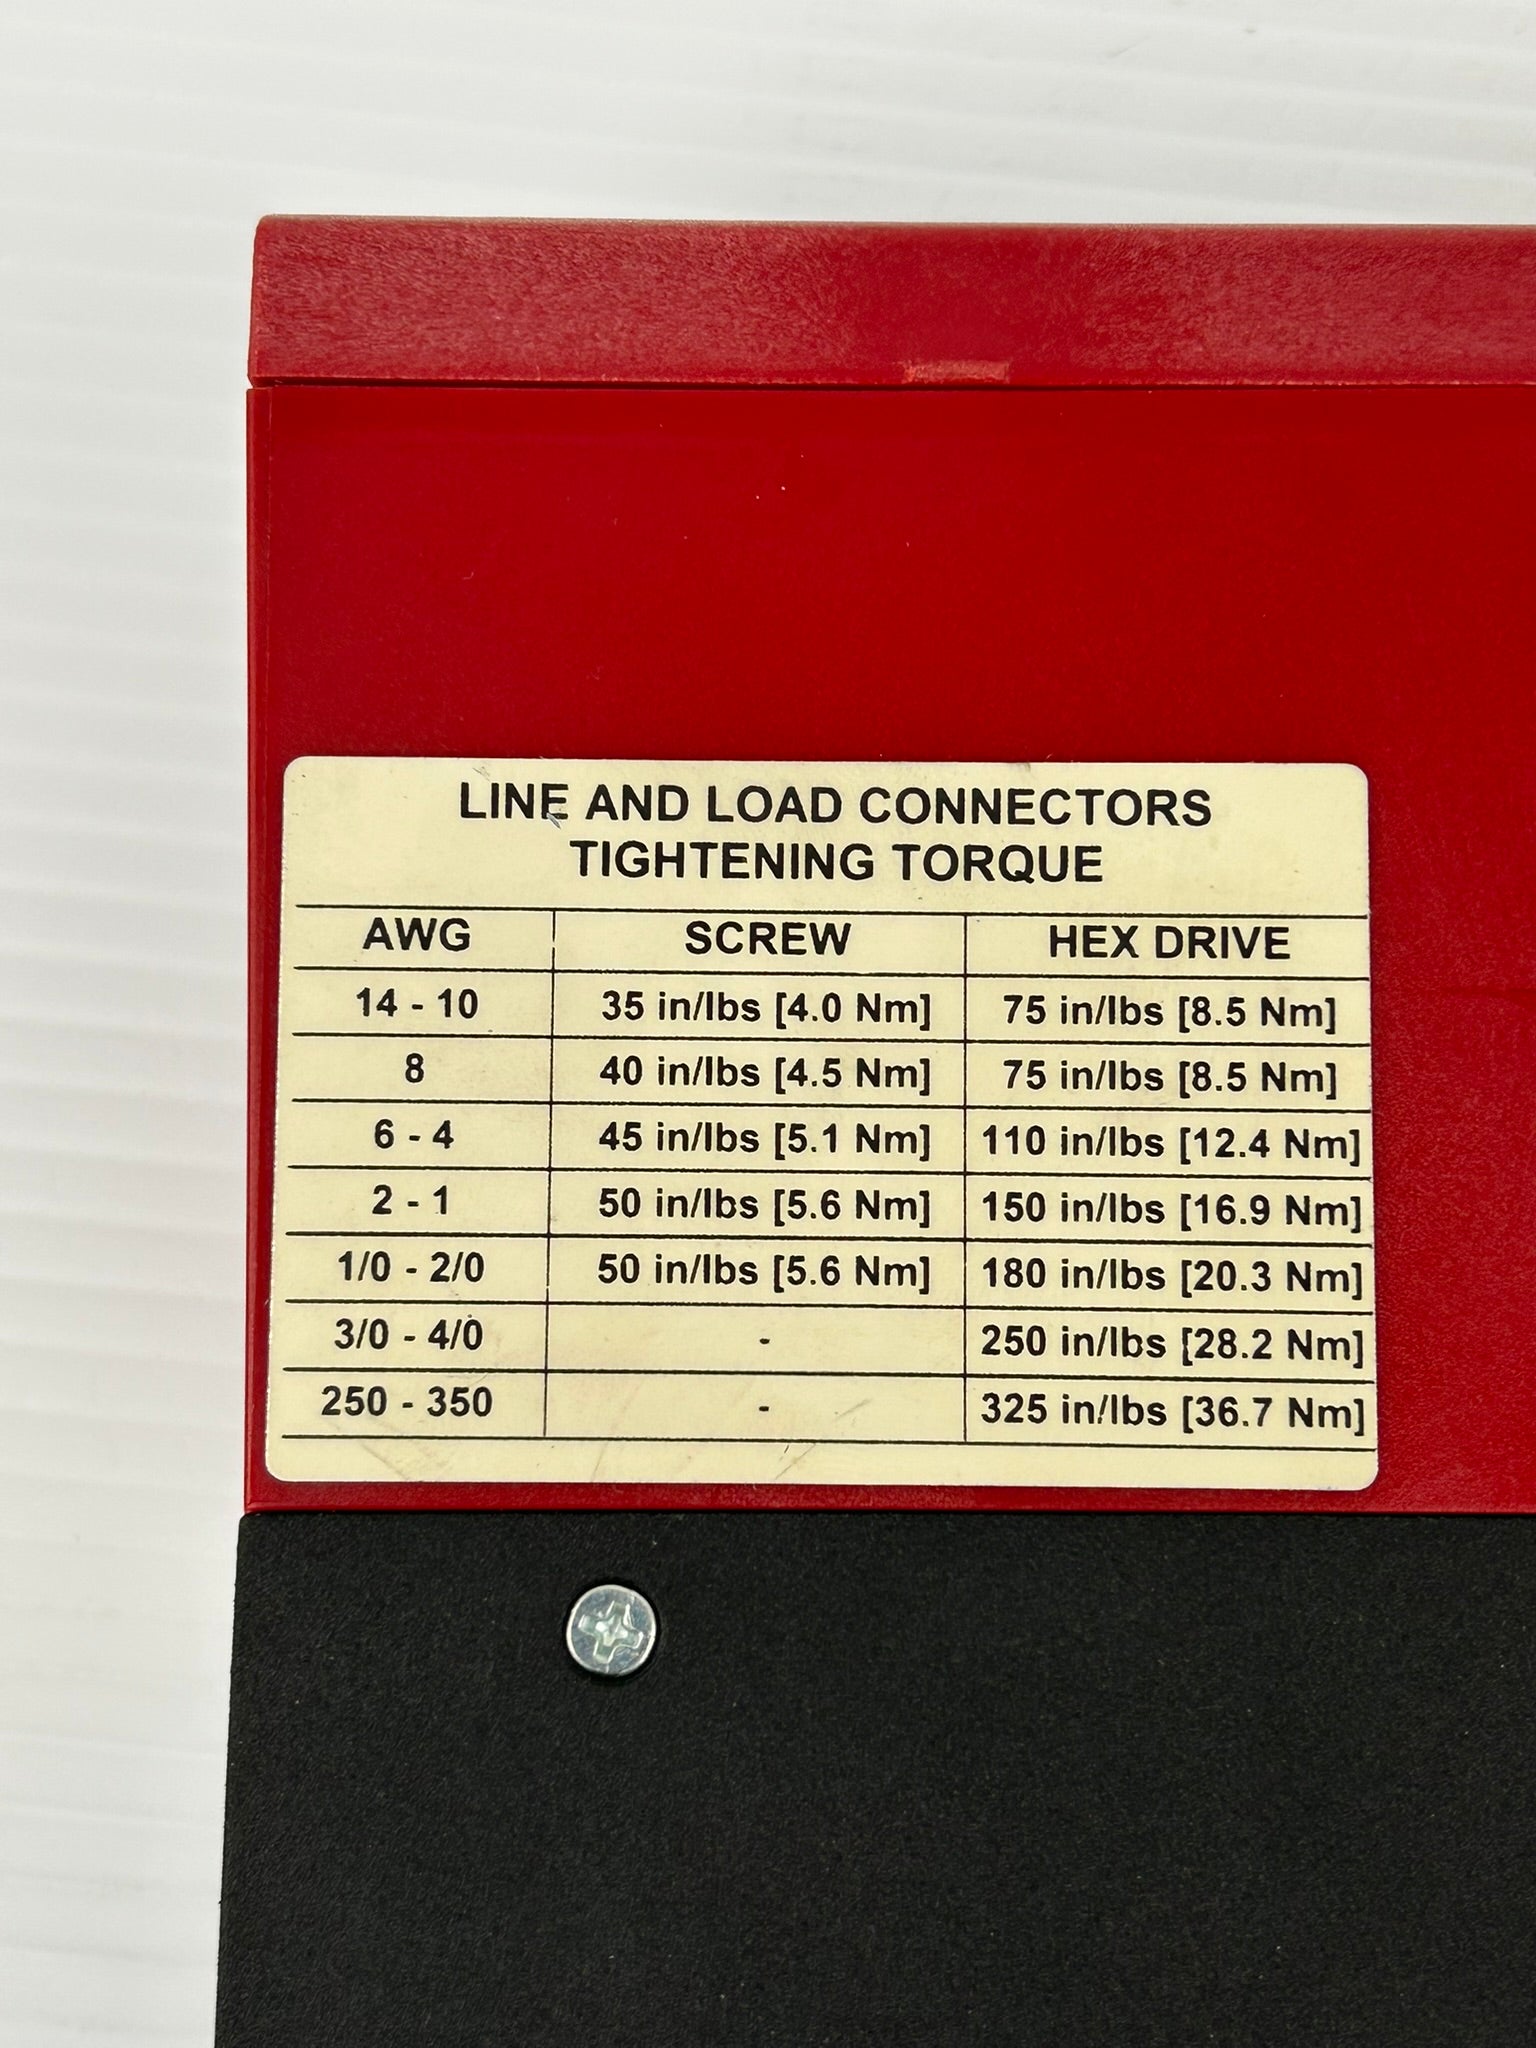 LINE AND LOAD CONNECTORS
TIGHTENING TORQUE
AWG SCREW HEX DRIVE
14 - 10 35 in/lbs [4.0 Nm] 75 in/lbs [8.5 Nm]
8 40 in/lbs [4.5 Nm] 75 in/lbs [8.5 Nm]
6 - 4 45 in/lbs [5.1 Nm] 110 in/lbs [12.4 Nm]
2 - 1 50 in/lbs [5.6 Nm] 150 in/lbs [16.9 Nm]
1/0 - 2/0 50 in/lbs [5.6 Nm] 180 in/lbs [20.3 Nm]
3/0 - 4/0 - 250 in/lbs [28.2 Nm]
250 - 350 - 325 in/lbs [36.7 Nm]